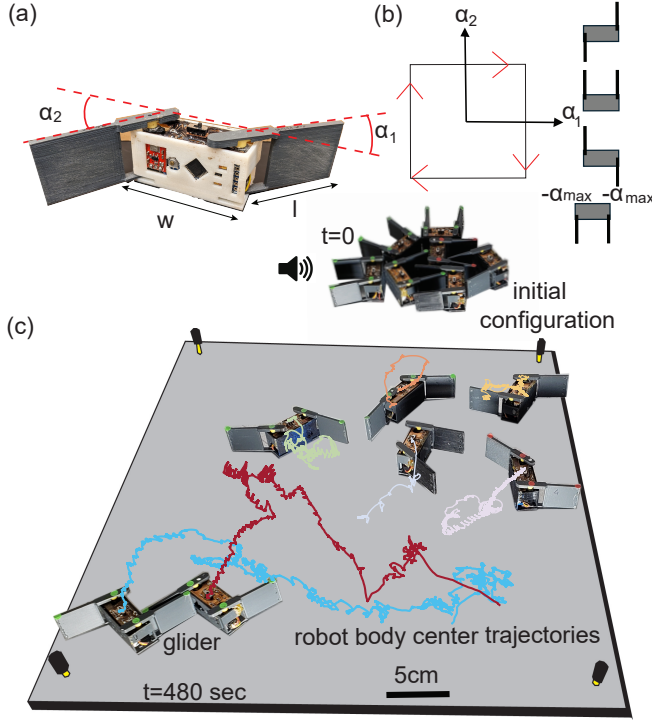 (a)
(b)
α₂
α₂
α₁
α₁
w
l
-αmax -αmax
t=0
initial
configuration
(c)
glider
robot body center trajectories
t=480 sec
5cm